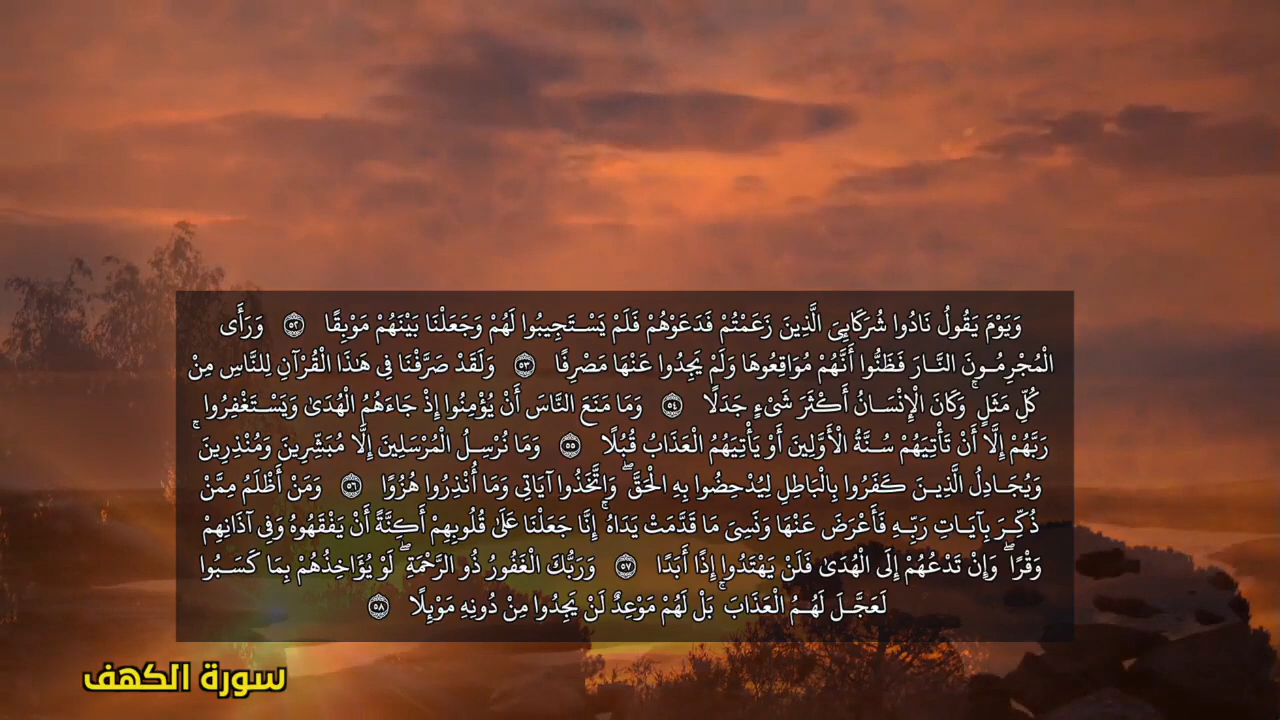 وَيَوْمَ يَقُولُ نَادُوا شُرَكَايِىَ الَّذِينَ زَعَمْتُمْ فَدَعَوْهُمْ فَلَمْ يَسْتَجِيبُوا لَهُمْ وَجَعَلْنَا بَيْنَهُمْ مَوْبِقًا ٥٢ وَرَأَى
الْمُجْرِمُونَ النَّارَ فَظَنُّوا أَنَّهُمْ مُوَاقِعُوهَا وَلَمْ يَجِدُوا عَنْهَا مَصْرِفًا ٥٣ وَلَقَدْ صَرَّفْنَا فِى هَٰذَا الْقُرْآنِ لِلنَّاسِ مِنْ
كُلِّ مَثَلٍ ۚ وَكَانَ الْإِنْسَانُ أَكْثَرَ شَىْءٍ جَدَلًا ٥٤ وَمَا مَنَعَ النَّاسَ أَنْ يُؤْمِنُوا إِذْ جَاءَهُمُ الْهُدَىٰ وَيَسْتَغْفِرُوا
رَبَّهُمْ إِلَّا أَنْ تَأْتِيَهُمْ سُنَّةُ الْأَوَّلِينَ أَوْ يَأْتِيَهُمُ الْعَذَابُ قُبُلًا ٥٥ وَمَا نُرْسِلُ الْمُرْسَلِينَ إِلَّا مُبَشِّرِينَ وَمُنْذِرِينَ ۚ
وَيُجَادِلُ الَّذِينَ كَفَرُوا بِالْبَاطِلِ لِيُدْحِضُوا بِهِ الْحَقَّ ۖ وَاتَّخَذُوا آيَاتِى وَمَا أُنْذِرُوا هُزُوًا ٥٦ وَمَنْ أَظْلَمُ مِمَّنْ
ذُكِّرَ بِآيَاتِ رَبِّهِ فَأَعْرَضَ عَنْهَا وَنَسِىَ مَا قَدَّمَتْ يَدَاهُ ۚ إِنَّا جَعَلْنَا عَلَىٰ قُلُوبِهِمْ أَكِنَّةً أَنْ يَفْقَهُوهُ وَفِى آذَانِهِمْ
وَقْرًا ۖ وَإِنْ تَدْعُهُمْ إِلَى الْهُدَىٰ فَلَنْ يَهْتَدُوا إِذًا أَبَدًا ٥٧ وَرَبُّكَ الْغَفُورُ ذُو الرَّحْمَةِ ۖ لَوْ يُؤَاخِذُهُمْ بِمَا كَسَبُوا
لَعَجَّلَ لَهُمُ الْعَذَابَ ۚ بَلْ لَهُمْ مَوْعِدٌ لَنْ يَجِدُوا مِنْ دُونِهِ مَوْئِلًا ٥٨
سورة الكهف